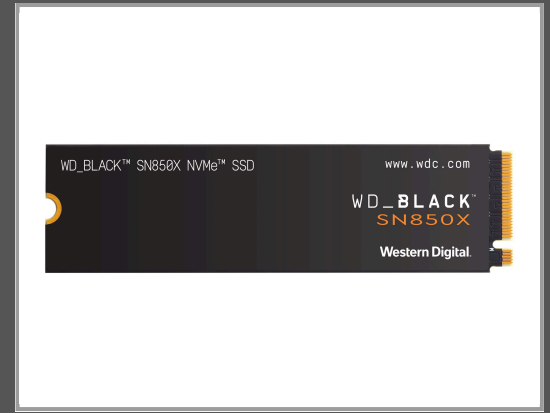 WD_BLACK™ SN850X NVMe™ SSD
www.wdc.com
WD_BLACK™
SN850X
Western Digital.